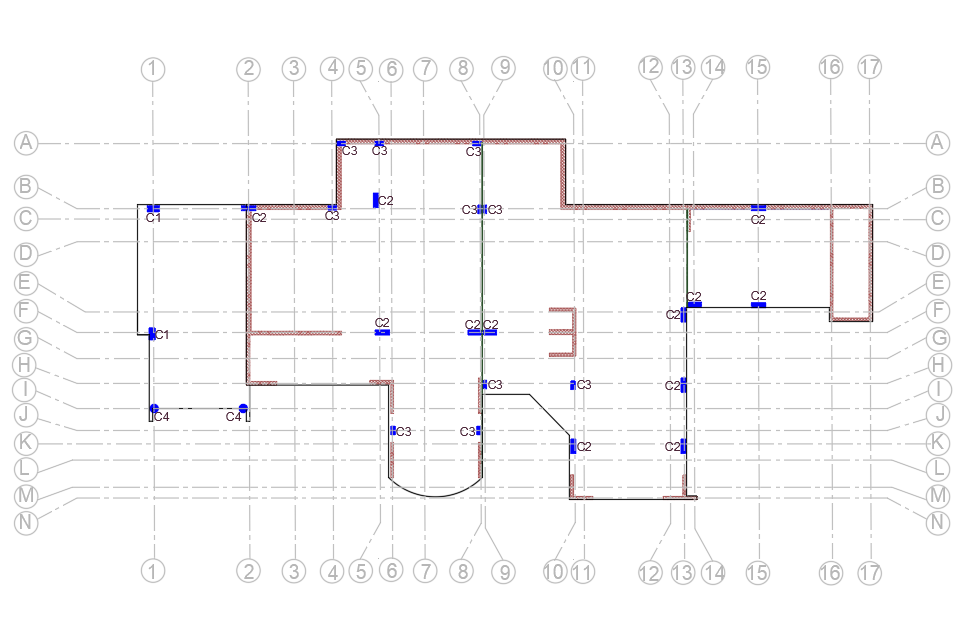 1 2 3 4 5 6 7 8 9 10 11 12 13 14 15 16 17
A A
C3 C3 C3
B B
C2
C1 C2 C3 C3 C3 C C2 C
D D
E E
C2 C2
F C2 F
C2 C2 C2
C1
G G
H H
C3 C3 C2
I I
C4 C4
J J
C3 C3
K C2 C2 K
L L
M M
N N
1 2 3 4 5 6 7 8 9 10 11 12 13 14 15 16 17